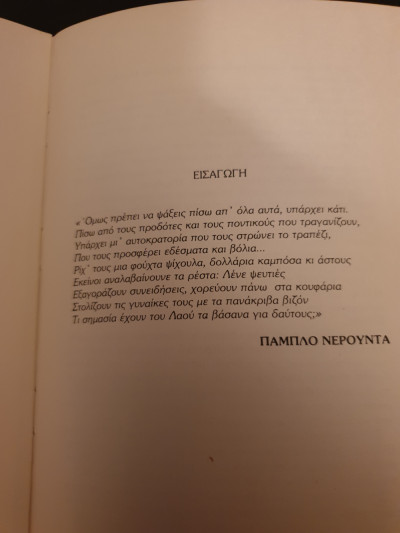 ΕΙΣΑΓΩΓΗ
« Όμως πρέπει να ψάξεις πίσω απ' όλα αυτά, υπάρχει κάτι.
Πίσω από τους προδότες και τους ποντικούς που τραγανίζουν,
Υπάρχει μι' αυτοκρατορία που τους στρώνει το τραπέζι,
Που τους προσφέρει εδέσματα και βόλια...
Ριχ' τους μια φούχτα ψίχουλα, δολλάρια καμπόσα κι άστους
Εκείνοι αναλαβαίνουνε τα ρέστα: Λένε ψευτιές
Εξαγοράζουν συνειδήσεις, χορεύουν πάνω στα κουφάρια
Στολίζουν τις γυναίκες τους με τα πανάκριβα βιζόν
Τι σημασία έχουν του Λαού τα βάσανα για δαύτους;»
ΠΑΜΠΛΟ ΝΕΡΟΥΝΤΑ